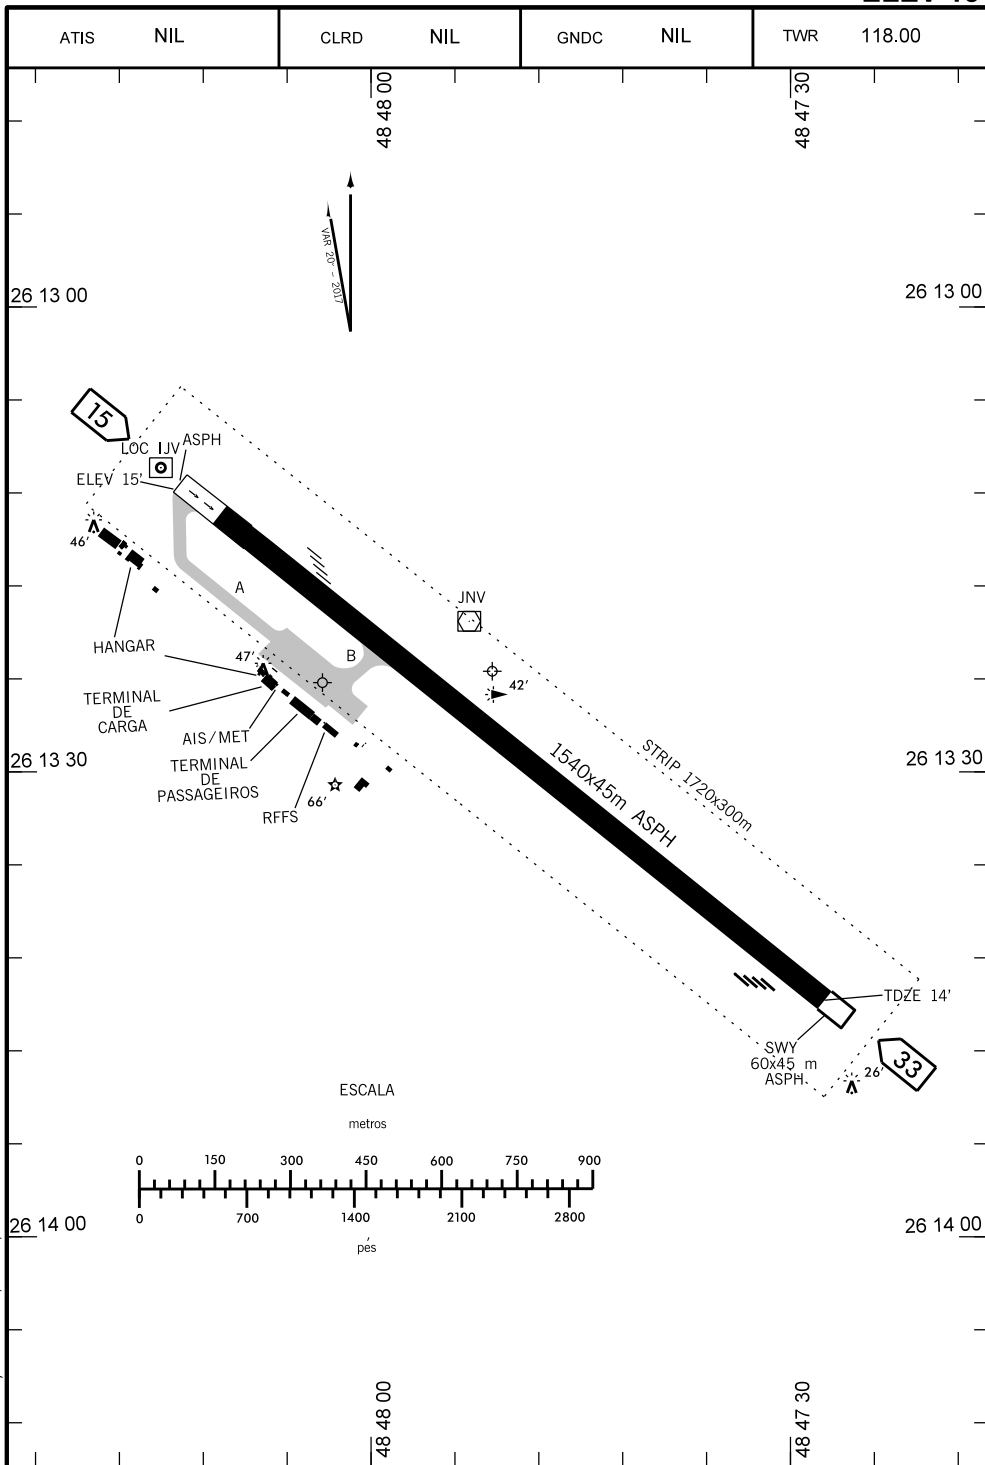 ATIS NIL CLRD NIL GNDC NIL TWR 118.00
48 48 00
48 47 30
VAR 20° - 2017
26 13 00
26 13 00
15
LOC IJV
ASPH
ELEV 15'
46'
A
JNV
HANGAR
47'
B
42'
TERMINAL
DE
CARGA
AIS/MET
TERMINAL
DE
PASSAGEIROS
26 13 30
26 13 30
1540x45m ASPH
STRIP 1720x300m
66'
RFFS
TDZE 14'
SWY
60x45 m
ASPH
33
26'
ESCALA
metros
0 150 300 450 600 750 900
0 700 1400 2100 2800
pés
26 14 00
26 14 00
48 48 00
48 47 30